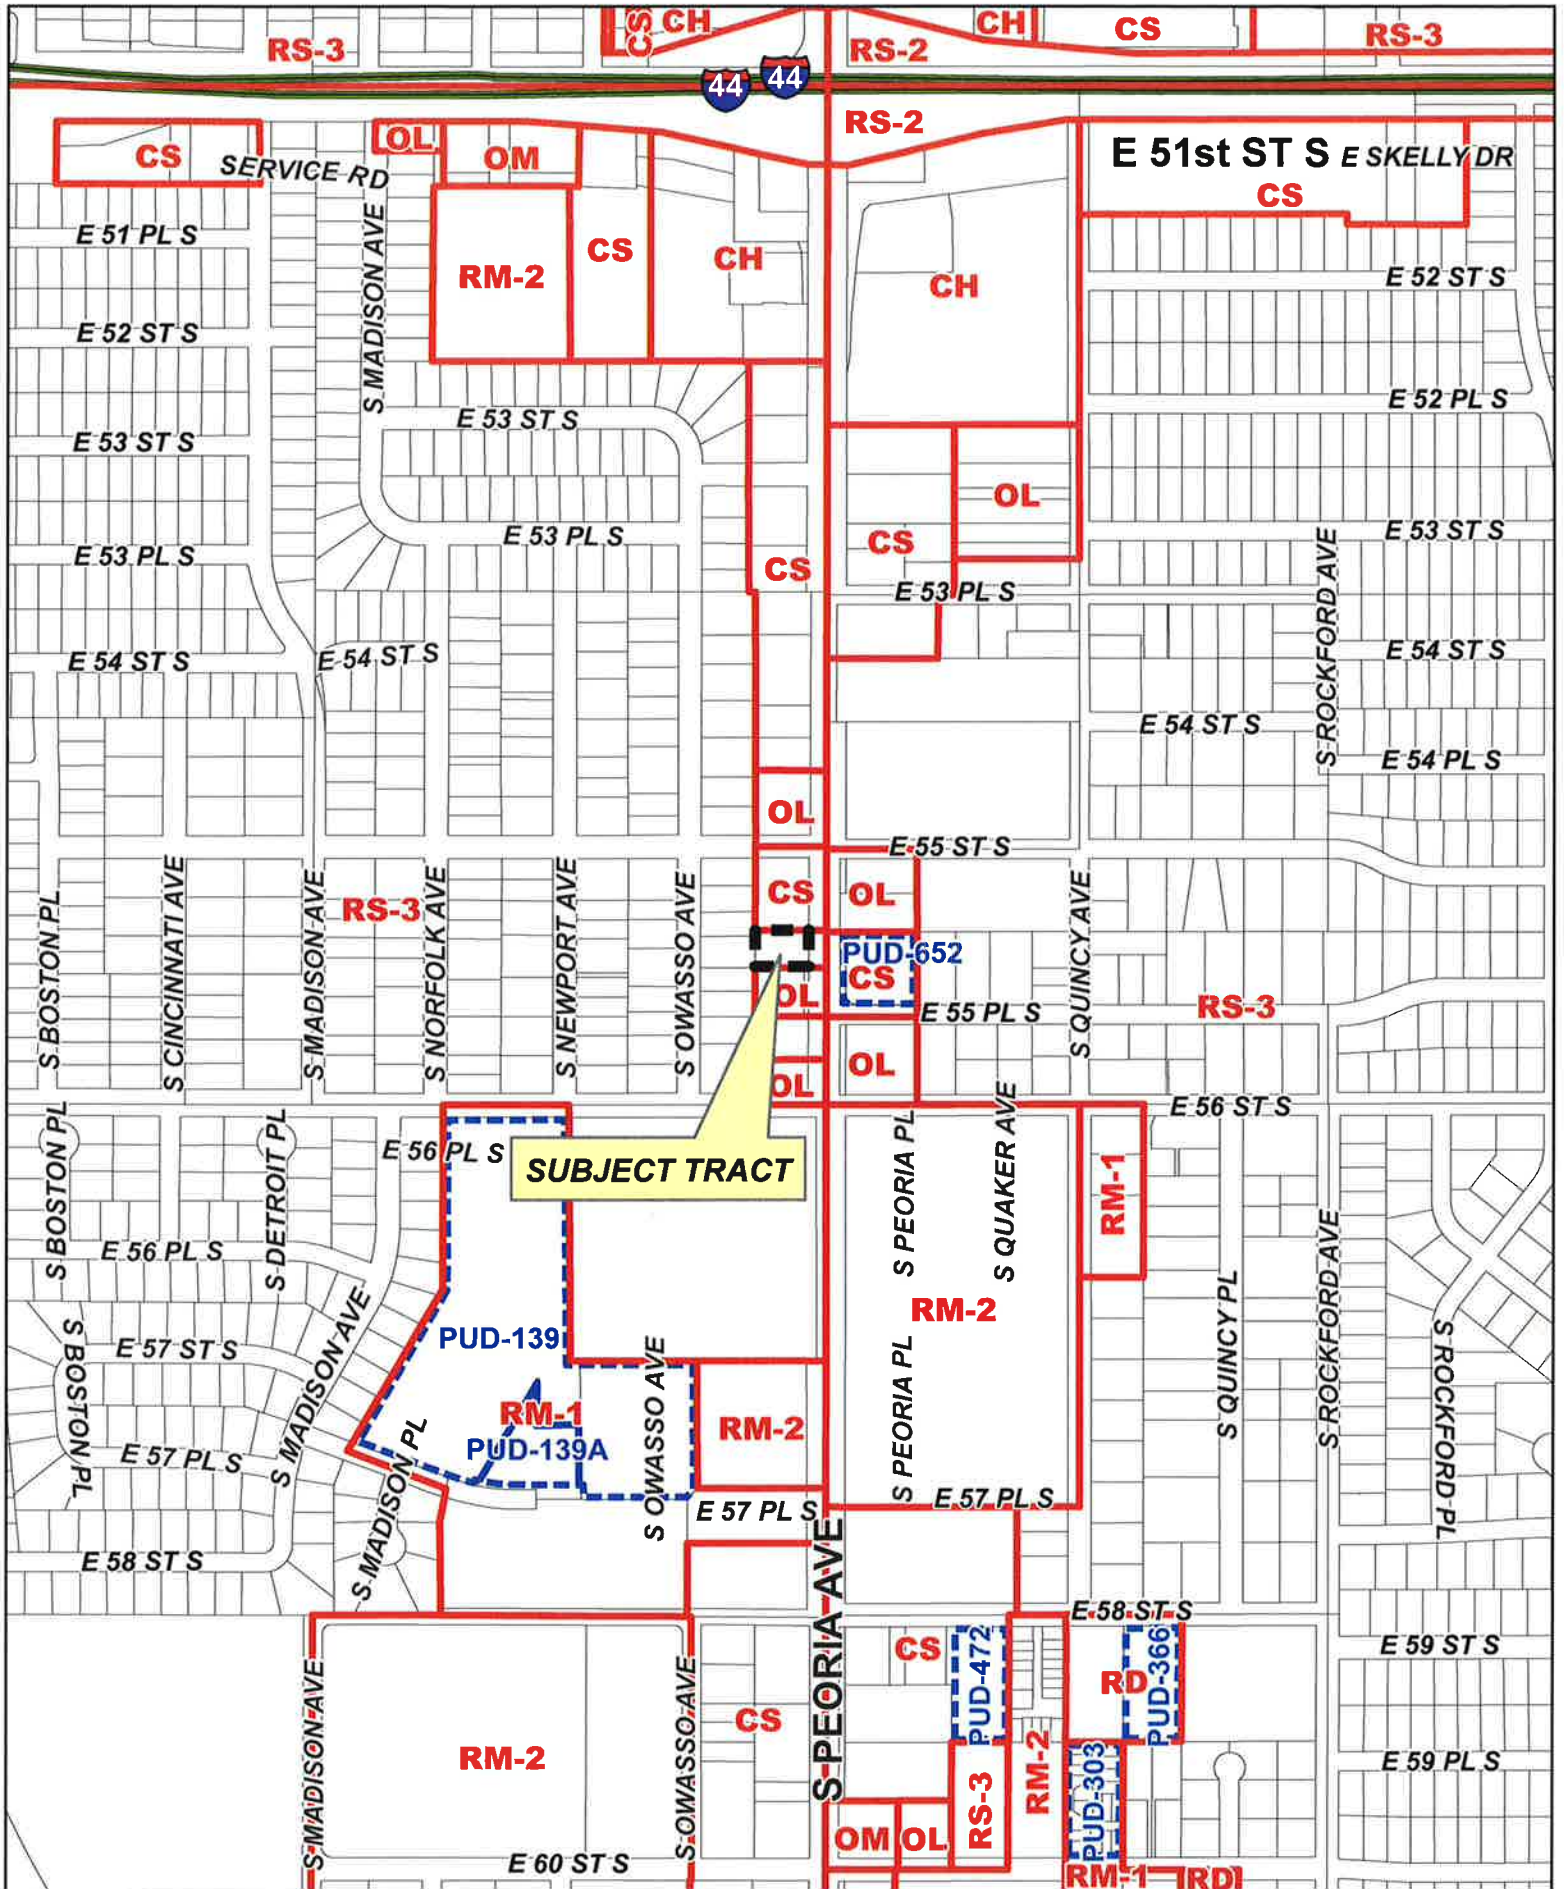 CS
CH
CH
CS
RS-3
RS-2
RS-3
44
44
RS-2
OL
OM
CS
SERVICE RD
E 51st ST S
E SKELLY DR
CS
E 51 PL S
S MADISON AVE
CS
CH
RM-2
CH
E 52 ST S
E 52 ST S
E 52 PL S
E 53 ST S
E 53 ST S
OL
E 53 PL S
CS
E 53 ST S
E 53 PL S
CS
E 53 PL S
S ROCKFORD AVE
E 54 ST S
E 54 ST S
E 54 ST S
E 54 ST S
E 54 PL S
OL
E 55 ST S
CS
OL
RS-3
S BOSTON PL
S CINCINNATI AVE
S MADISON AVE
S NORFOLK AVE
S NEWPORT AVE
S OWASSO AVE
S QUINCY AVE
PUD-652
CS
OL
E 55 PL S
RS-3
OL
OL
E 56 ST S
S BOSTON PL
S DETROIT PL
E 56 PL S
SUBJECT TRACT
S PEORIA PL
S QUAKER AVE
RM-1
E 56 PL S
RM-2
PUD-139
S BOSTON PL
E 57 ST S
S MADISON AVE
S OWASSO AVE
S PEORIA PL
S QUINCY PL
S ROCKFORD AVE
S ROCKFORD PL
RM-1
PUD-139A
RM-2
E 57 PL S
S MADISON PL
E 57 PL S
E 57 PL S
E 58 ST S
S PEORIA AVE
E 58 ST S
CS
PUD-472
RD
PUD-366
E 59 ST S
S MADISON AVE
RM-2
S OWASSO AVE
CS
RM-2
PUD-303
E 59 PL S
RS-3
OM
OL
E 60 ST S
RM-1
RD